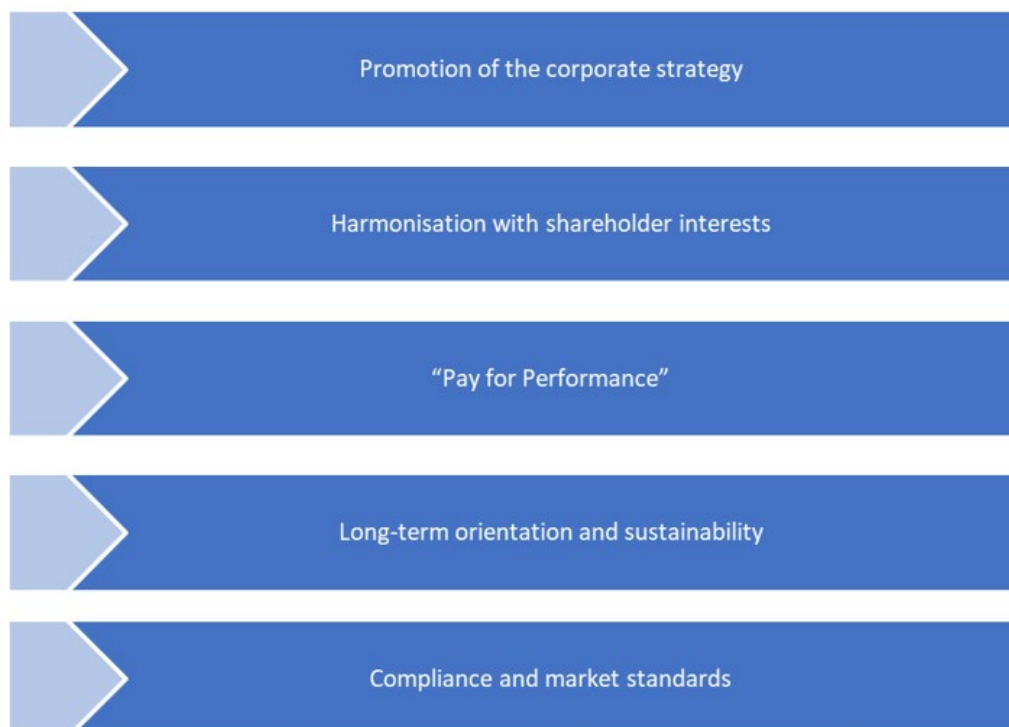 Promotion of the corporate strategy
Harmonisation with shareholder interests
“Pay for Performance”
Long-term orientation and sustainability
Compliance and market standards